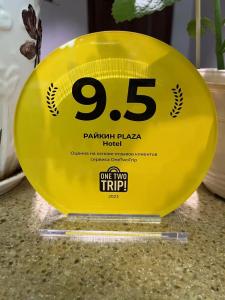 9.5
РАЙКИН PLAZA
Hotel
Оценка на основе отзывов клиентов
сервиса OneTwoTrip
ONE TWO
TRIP!
2023